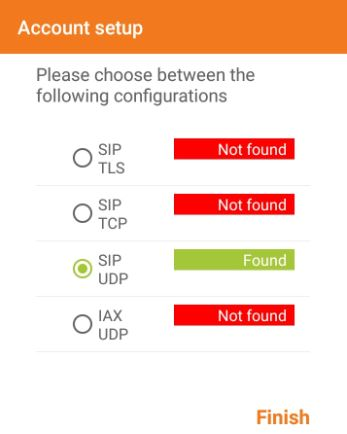 Account setup
Please choose between the
following configurations
SIP
TLS
Not found
SIP
TCP
Not found
SIP
UDP
Found
IAX
UDP
Not found
Finish